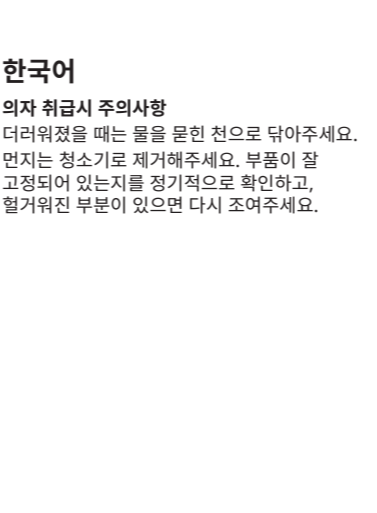 한국어
의자 취급시 주의사항
더러워졌을 때는 물을 묻힌 천으로 닦아주세요.
먼지는 청소기로 제거해주세요. 부품이 잘
고정되어 있는지를 정기적으로 확인하고,
헐거워진 부분이 있으면 다시 조여주세요.